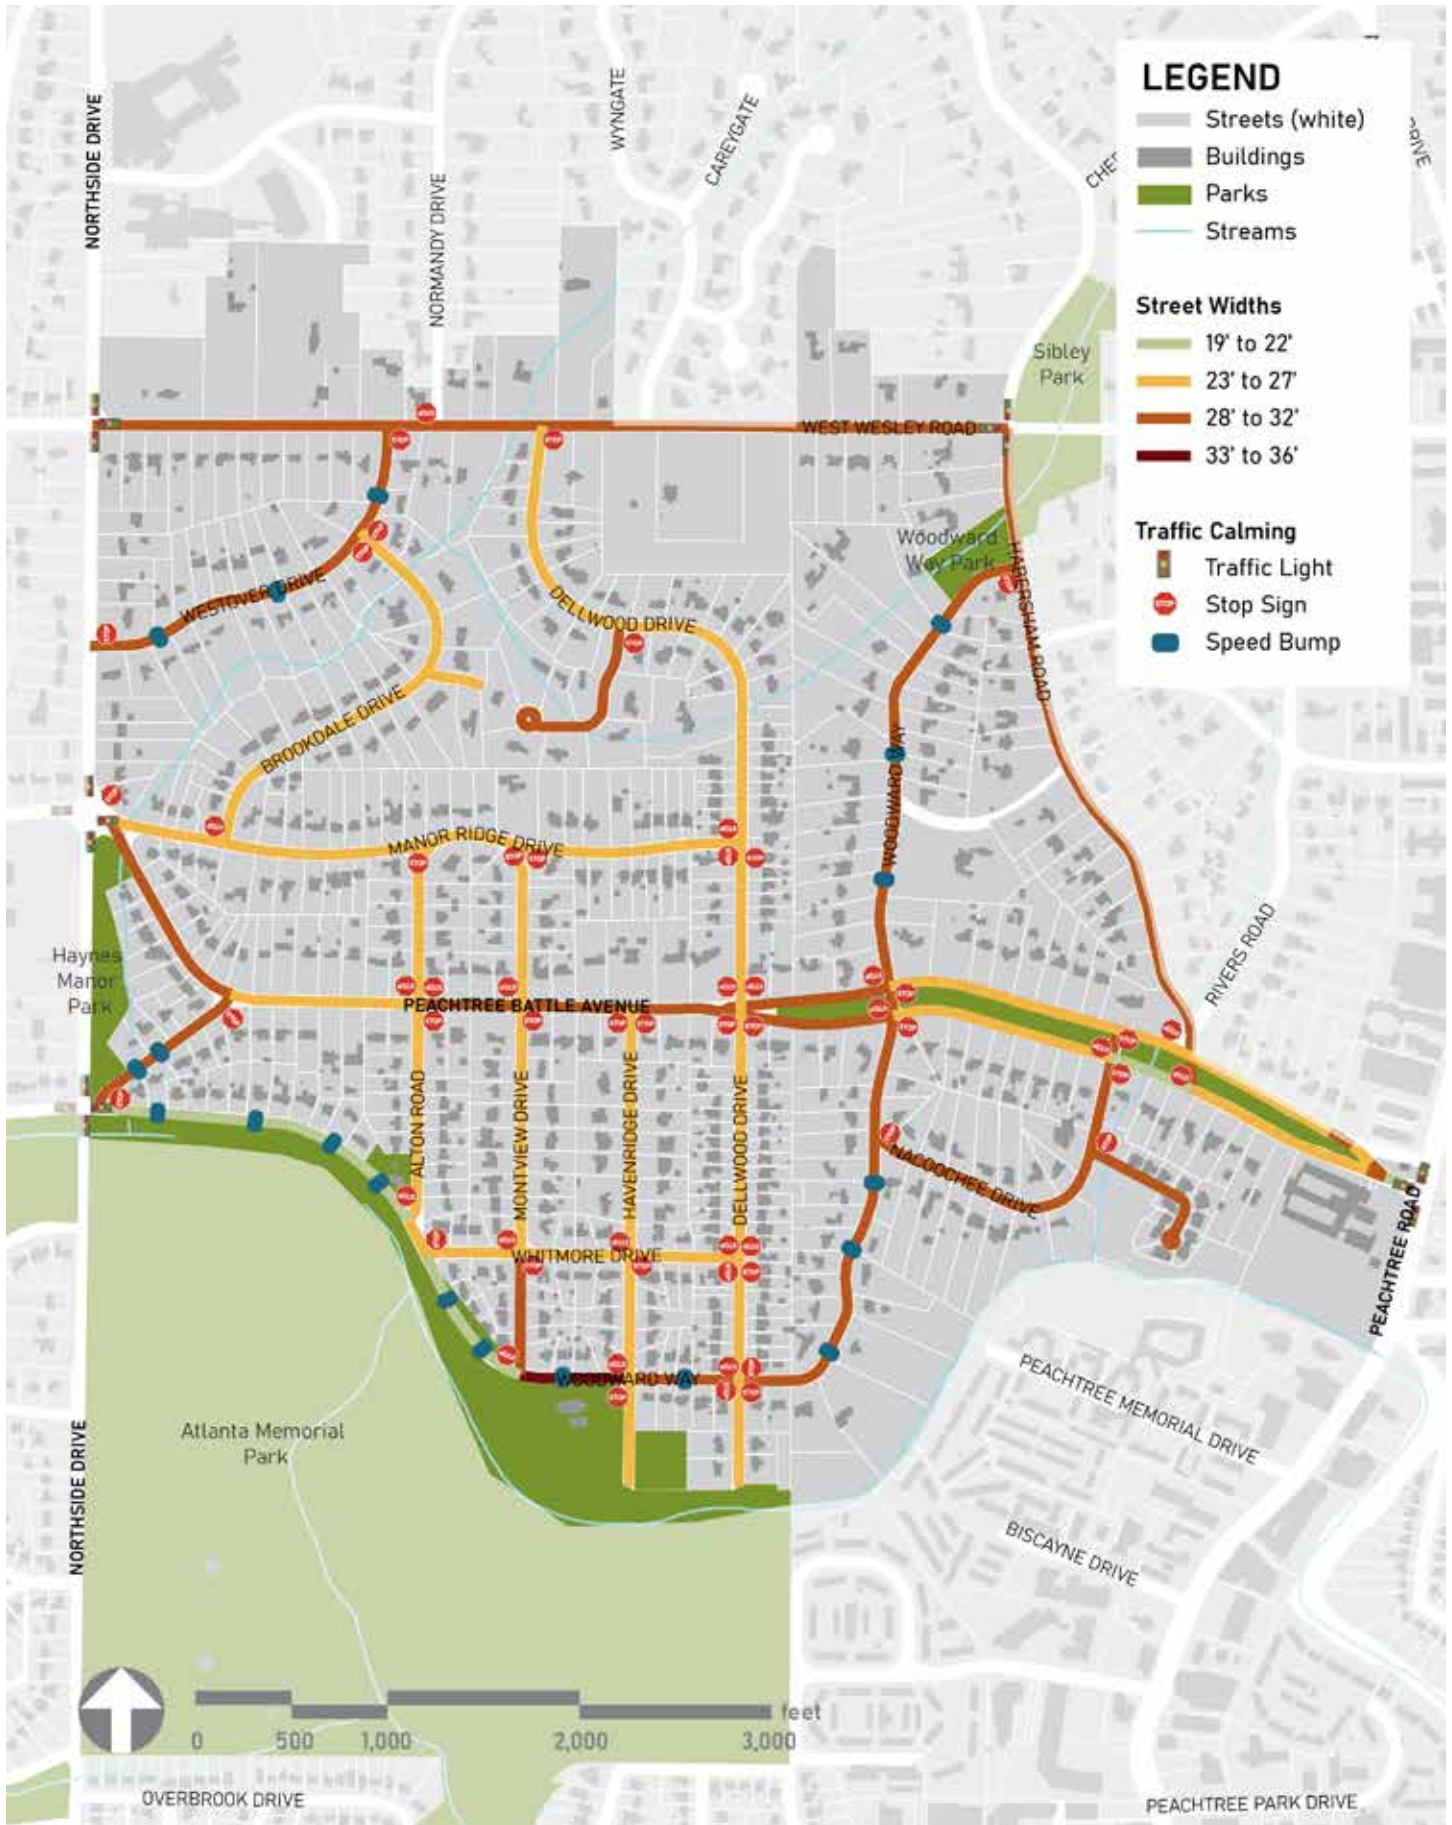 LEGEND
Streets (white)
Buildings
Parks
Streams
Street Widths
19' to 22'
23' to 27'
28' to 32'
33' to 36'
Traffic Calming
Traffic Light
STOP
Stop Sign
Speed Bump
NORTHSIDE DRIVE
NORMANDY DRIVE
WYNGATE
CAREYGATE
CHE
DRIVE
Sibley
Park
WEST WESLEY ROAD
Woodward
Way Park
HABERSHAM ROAD
WESTOVER DRIVE
DELLWOOD DRIVE
BROOKDALE DRIVE
WOODWARD WAY
MANOR RIDGE DRIVE
Haynes
Manor
Park
RIVERS ROAD
PEACHTREE BATTLE AVENUE
ALTON ROAD
MONTVIEW DRIVE
HAVENRIDGE DRIVE
DELLWOOD DRIVE
NACOOCHEE DRIVE
WHITMORE DRIVE
PEACHTREE ROAD
WOODWARD WAY
PEACHTREE MEMORIAL DRIVE
Atlanta Memorial
Park
NORTHSIDE DRIVE
BISCAYNE DRIVE
feet
0
500
1,000
2,000
3,000
OVERBROOK DRIVE
PEACHTREE PARK DRIVE